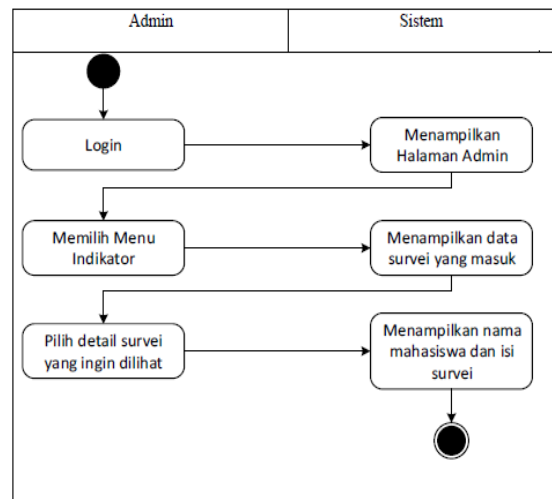 Admin
Sistem
Login
Menampilkan
Halaman Admin
Memilih Menu
Indikator
Menampilkan data
survei yang masuk
Pilih detail survei
yang ingin dilihat
Menampilkan nama
mahasiswa dan isi
survei